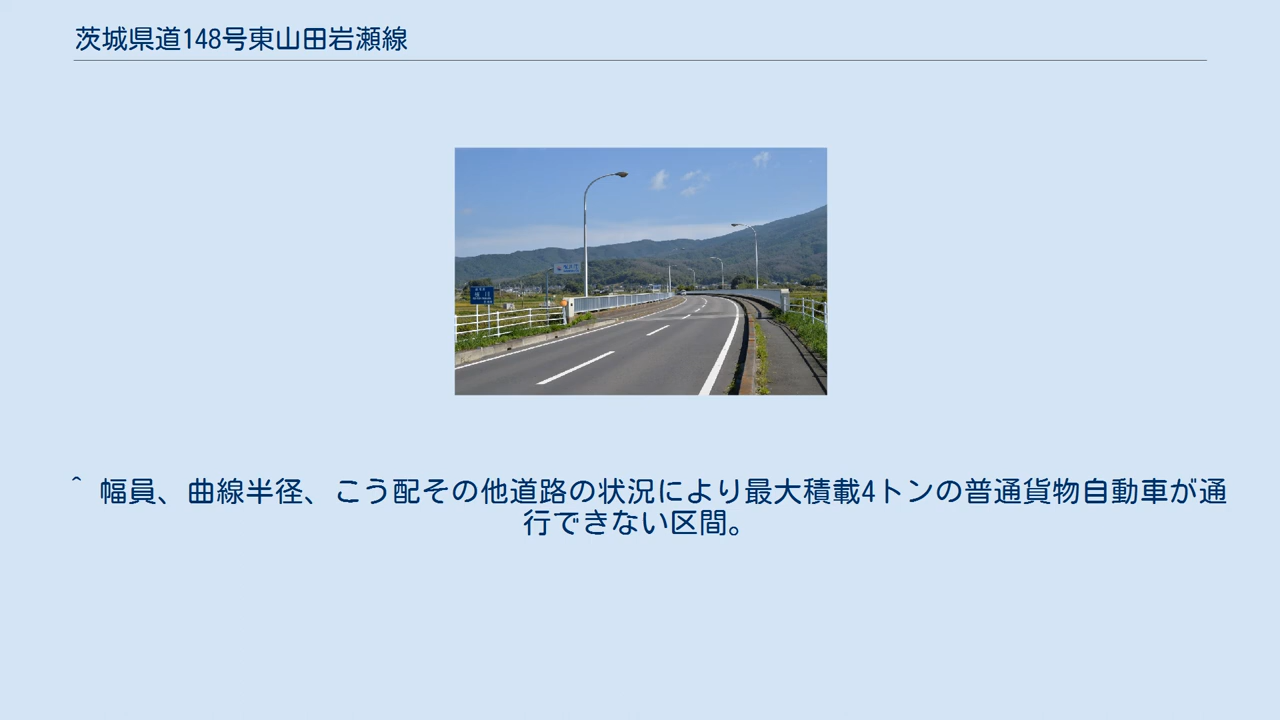 茨城県道148号東山田岩瀬線
^ 幅員、曲線半径、こう配その他道路の状況により最大積載4トンの普通貨物自動車が通
行できない区間。